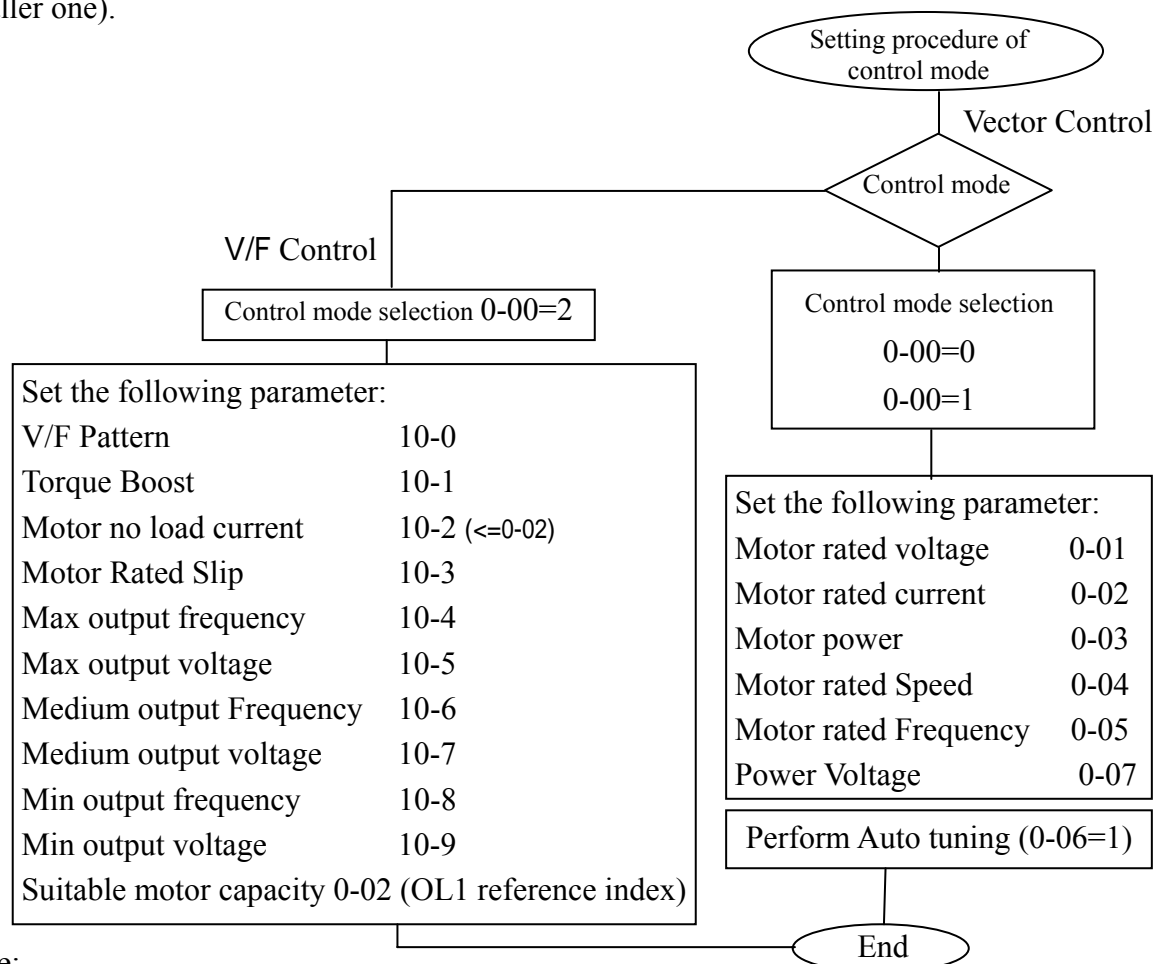 ller one).
Setting procedure of
control mode
Vector Control
Control mode
V/F Control
Control mode selection 0-00=2
Control mode selection
0-00=0
0-00=1
Set the following parameter:
V/F Pattern 10-0
Torque Boost 10-1
Motor no load current 10-2 (<=0-02)
Motor Rated Slip 10-3
Max output frequency 10-4
Max output voltage 10-5
Medium output Frequency 10-6
Medium output voltage 10-7
Min output frequency 10-8
Min output voltage 10-9
Suitable motor capacity 0-02 (OL1 reference index)
Set the following parameter:
Motor rated voltage 0-01
Motor rated current 0-02
Motor power 0-03
Motor rated Speed 0-04
Motor rated Frequency 0-05
Power Voltage 0-07
Perform Auto tuning (0-06=1)
End